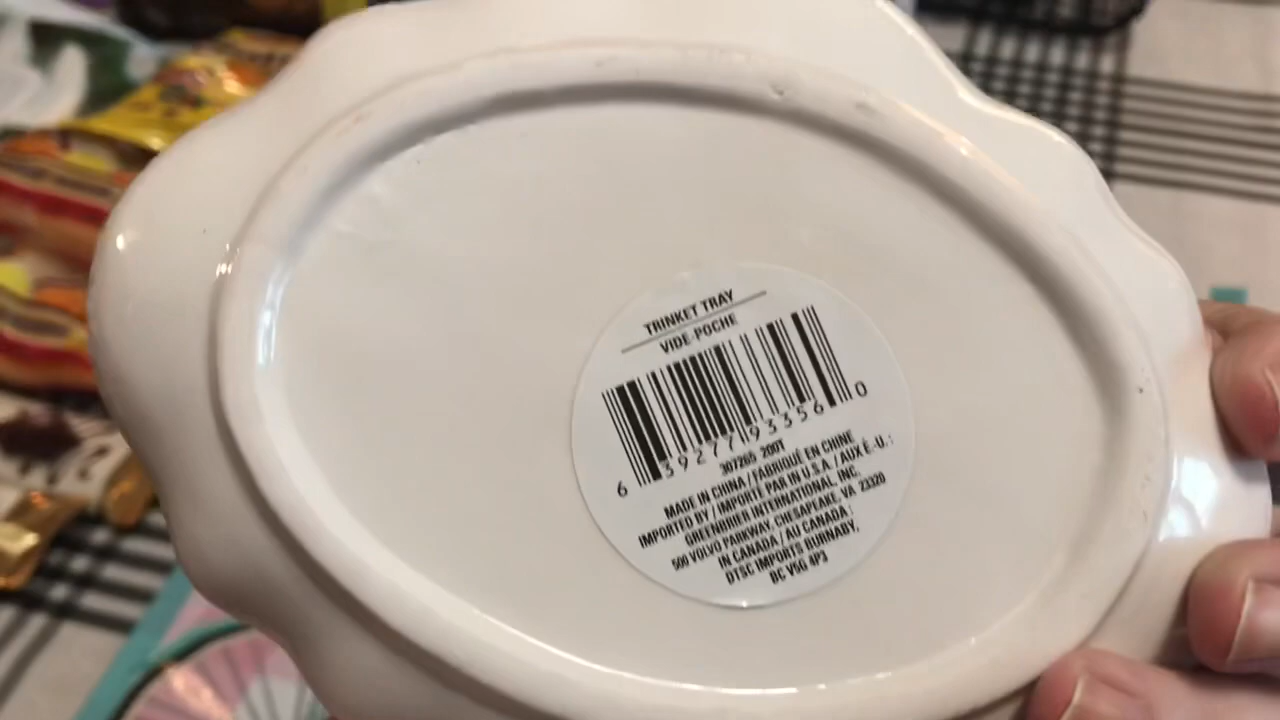 TRINKET TRAY
VIDE-POCHE
6 39277 93356 0
307265 200T
MADE IN CHINA / FABRIQUÉ EN CHINE
IMPORTED BY / IMPORTÉ PAR IN U.S.A / AUX É.-U.:
GREENBRIER INTERNATIONAL, INC.
500 VOLVO PARKWAY, CHESAPEAKE, VA 23320
IN CANADA / AU CANADA:
DTSC IMPORTS BURNABY,
BC V5G 4P3